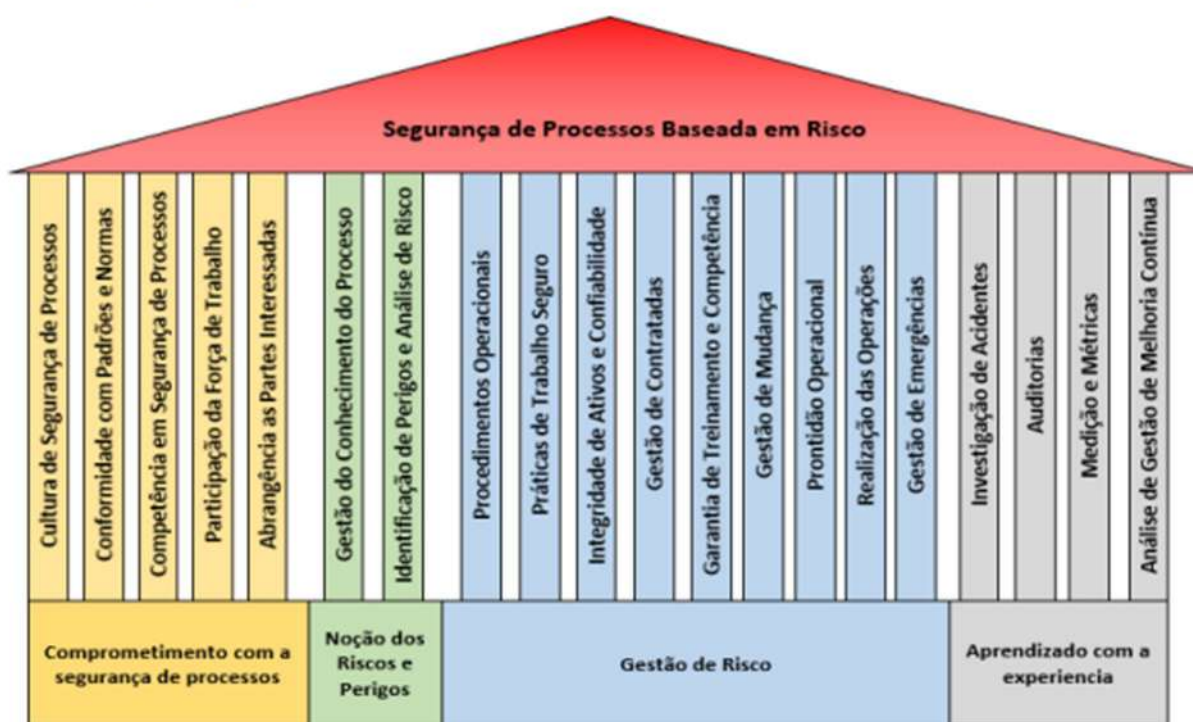 Segurança de Processos Baseada em Risco
Cultura de Segurança de Processos
Conformidade com Padrões e Normas
Competência em Segurança de Processos
Participação da Força de Trabalho
Abrangência as Partes Interessadas
Gestão do Conhecimento do Processo
Identificação de Perigos e Análise de Risco
Procedimentos Operacionais
Práticas de Trabalho Seguro
Integridade de Ativos e Confiabilidade
Gestão de Contratadas
Garantia de Treinamento e Competência
Gestão de Mudança
Prontidão Operacional
Realização das Operações
Gestão de Emergências
Investigação de Acidentes
Auditorias
Medição e Métricas
Análise de Gestão de Melhoria Contínua
Comprometimento com a
segurança de processos
Noção dos
Riscos e
Perigos
Gestão de Risco
Aprendizado com a
experiencia